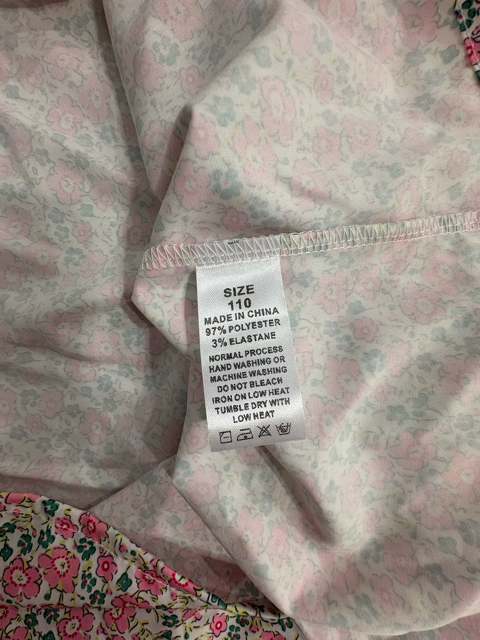 SIZE
110
MADE IN CHINA
97% POLYESTER
3% ELASTANE
NORMAL PROCESS
HAND WASHING OR
MACHINE WASHING
DO NOT BLEACH
IRON ON LOW HEAT
TUMBLE DRY WITH
LOW HEAT